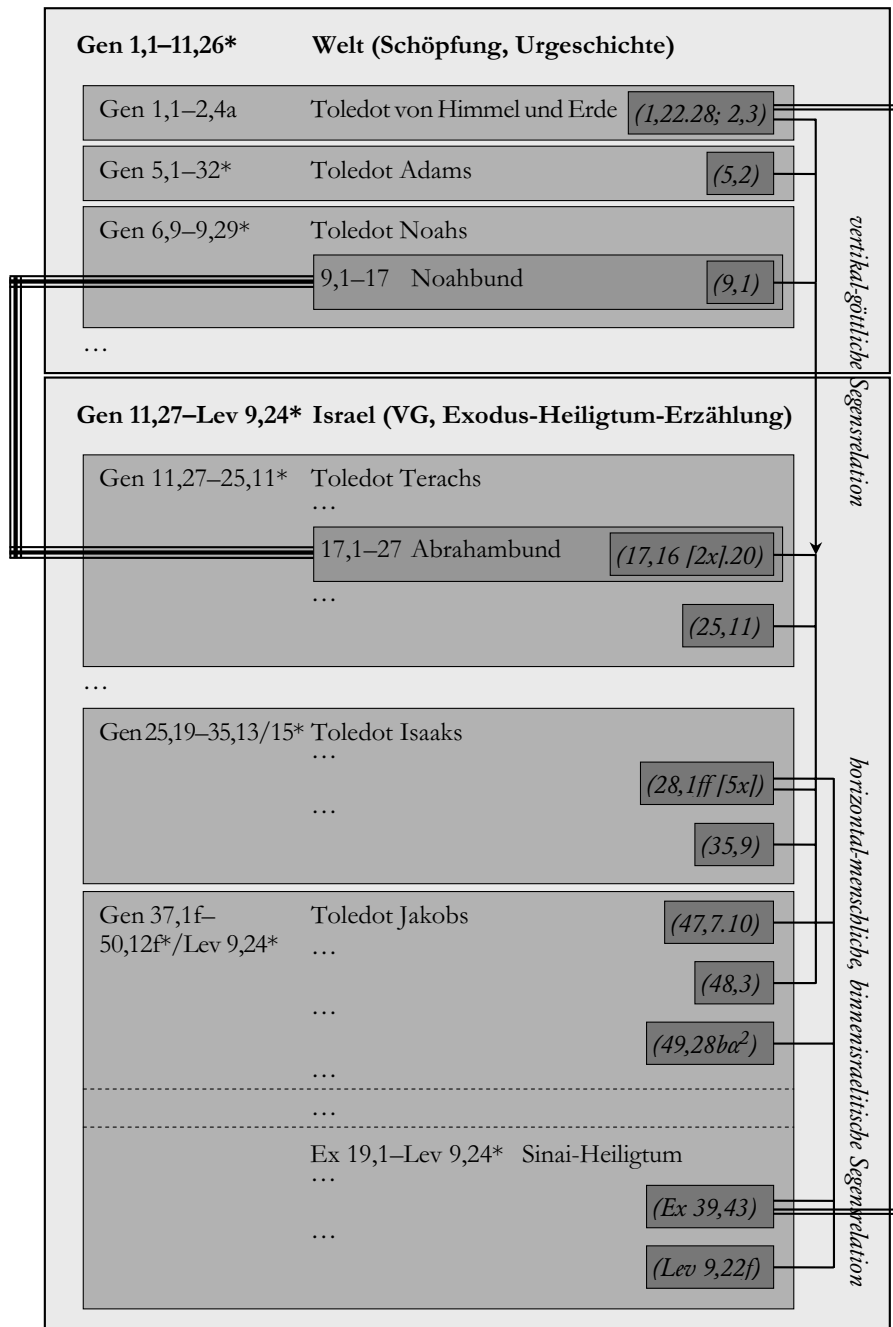 Gen 1,1–11,26* Welt (Schöpfung, Urgeschichte)
Gen 1,1–2,4a Toledot von Himmel und Erde (1,22.28; 2,3)
Gen 5,1–32* Toledot Adams (5,2)
Gen 6,9–9,29* Toledot Noahs
9,1–17 Noahbund (9,1)
…
vertikal-göttliche Segensrelation
Gen 11,27–Lev 9,24* Israel (VG, Exodus-Heiligtum-Erzählung)
Gen 11,27–25,11* Toledot Terachs
…
17,1–27 Abrahambund (17,16 [2x].20)
…
(25,11)
…
Gen 25,19–35,13/15* Toledot Isaaks
…
(28,1ff [5x])
…
(35,9)
Gen 37,1f– Toledot Jakobs (47,7.10)
50,12f*/Lev 9,24* …
(48,3)
…
(49,28bα²)
…
…
Ex 19,1–Lev 9,24* Sinai-Heiligtum
…
(Ex 39,43)
…
(Lev 9,22f)
horizontal-menschliche, binnenisraelitische Segensrelation